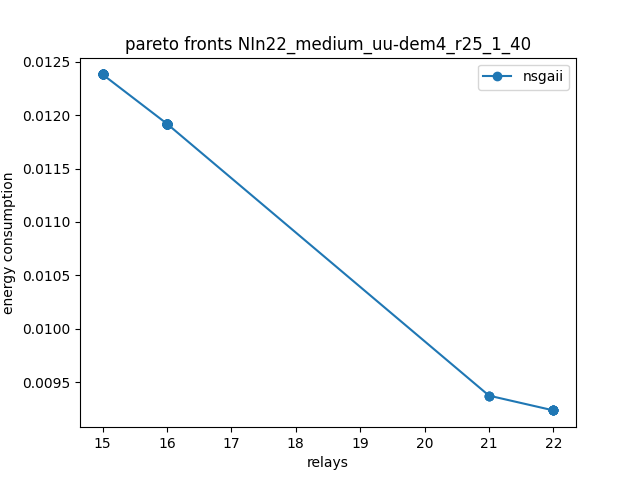 pareto fronts NIn22_medium_uu-dem4_r25_1_40
nsgaii
energy consumption
0.0125
0.0120
0.0115
0.0110
0.0105
0.0100
0.0095
15 16 17 18 19 20 21 22
relays